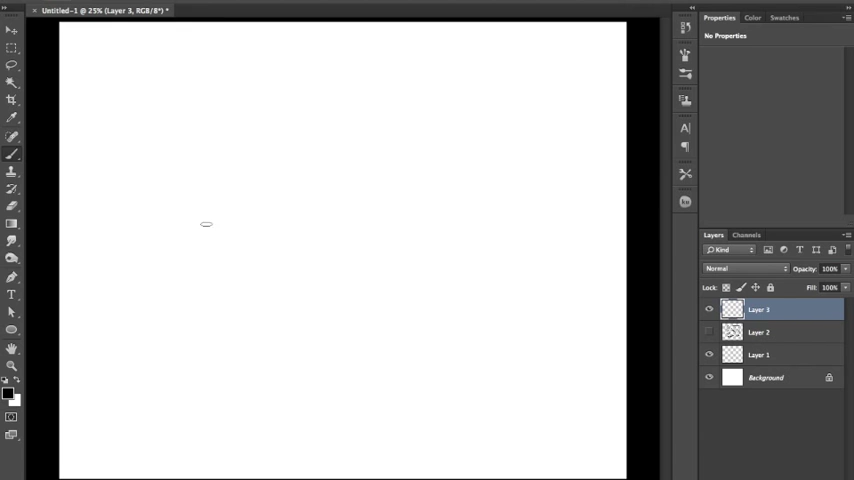 Untitled-1 @ 25% (Layer 3, RGB/8*) *
Properties Color Swatches
No Properties
Layers Channels
Kind
Normal Opacity: 100%
Lock: Fill: 100%
Layer 3
Layer 2
Layer 1
Background